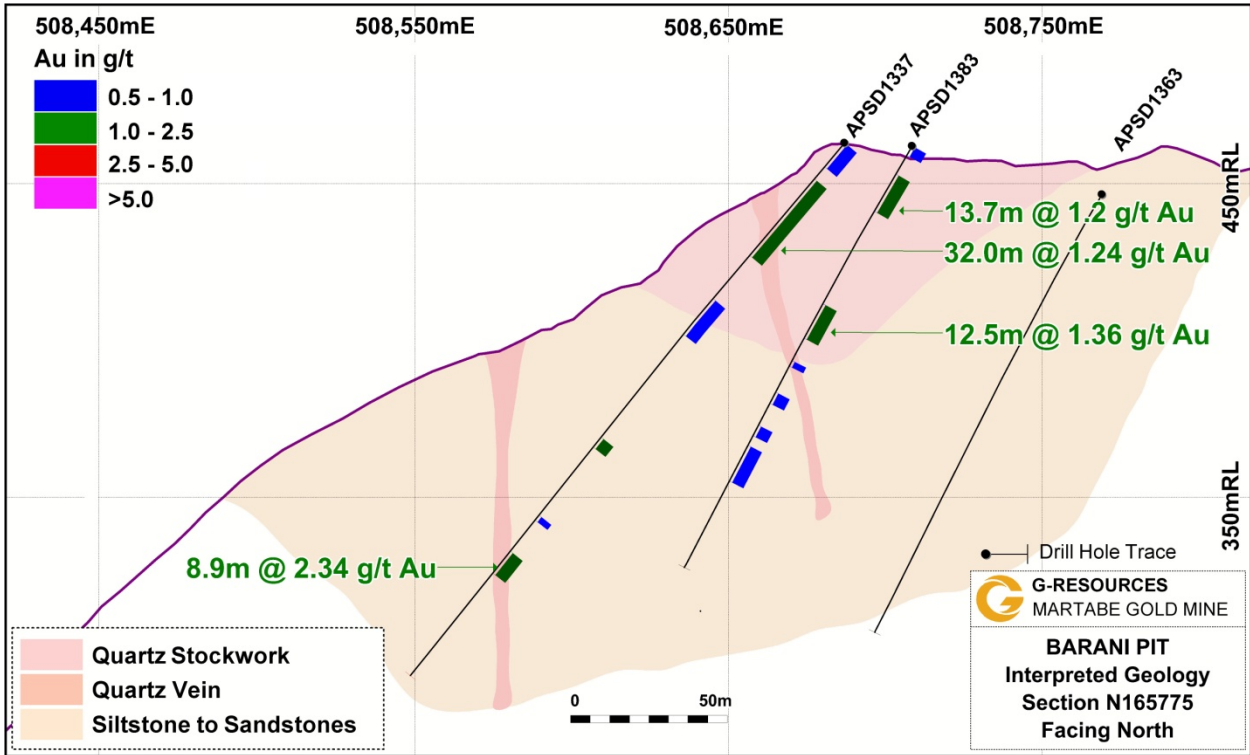 508,450mE
508,550mE
508,650mE
508,750mE
Au in g/t
0.5 - 1.0
1.0 - 2.5
2.5 - 5.0
>5.0
APSD1337
APSD1383
APSD1363
450mRL
13.7m @ 1.2 g/t Au
32.0m @ 1.24 g/t Au
12.5m @ 1.36 g/t Au
350mRL
8.9m @ 2.34 g/t Au
Drill Hole Trace
G-RESOURCES
MARTABE GOLD MINE
Quartz Stockwork
Quartz Vein
Siltstone to Sandstones
0 50m
BARANI PIT
Interpreted Geology
Section N165775
Facing North